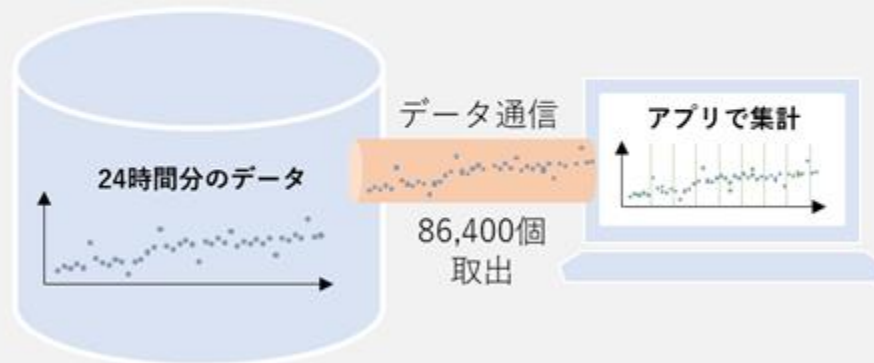 データ通信
アプリで集計
24時間分のデータ
86,400個
取出